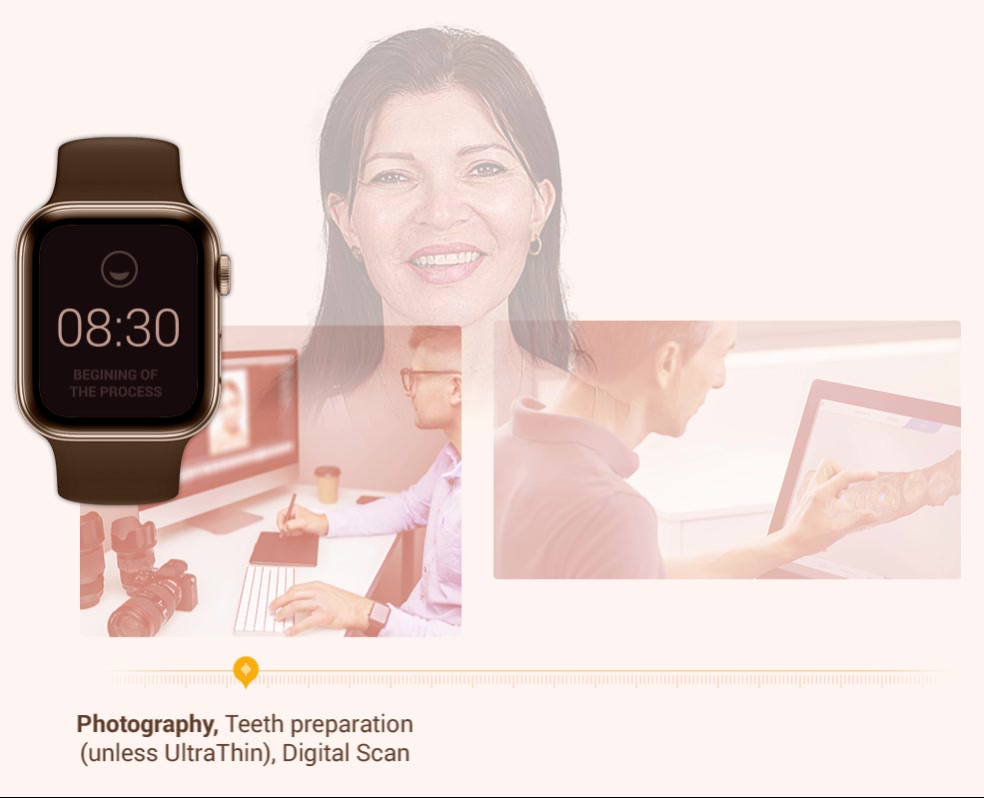 08:30
BEGINING OF
THE PROCESS
Photography, Teeth preparation
(unless UltraThin), Digital Scan